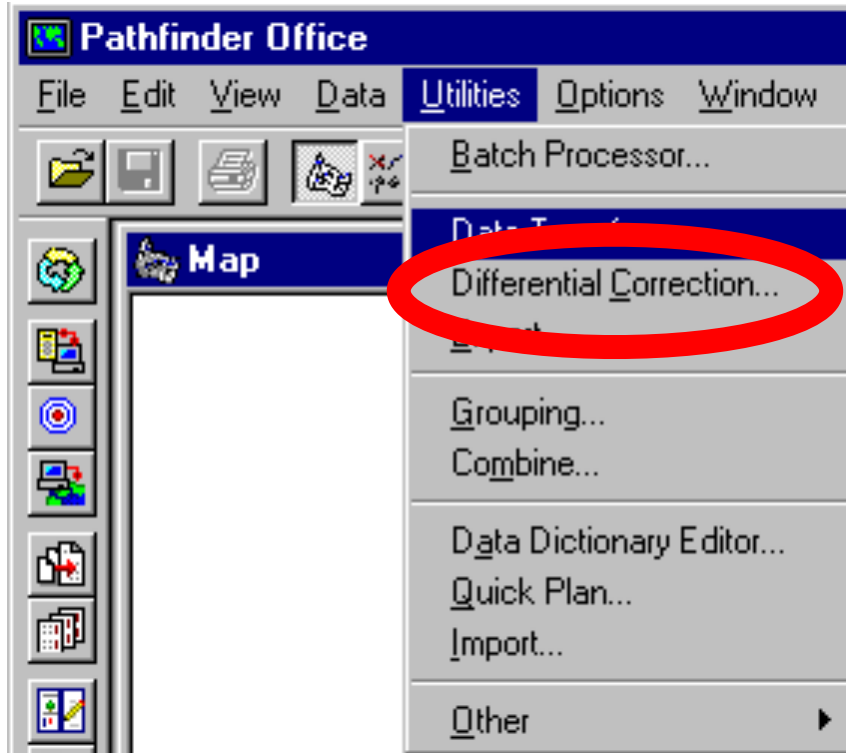 Pathfinder Office
File Edit View Data Utilities Options Window
Batch Processor...
Data
Differential Correction...
Map
Grouping...
Combine...
Data Dictionary Editor...
Quick Plan...
Import...
Other